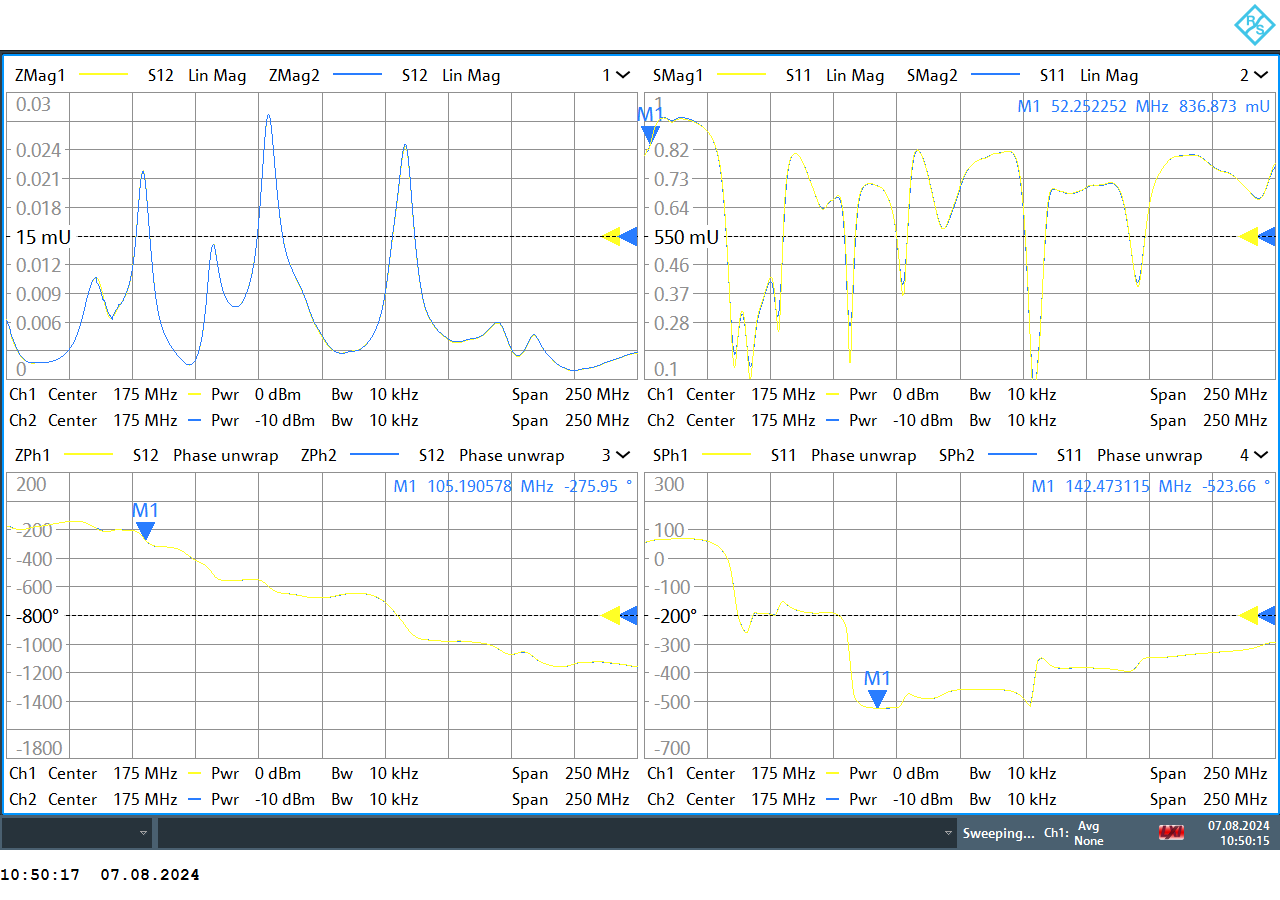 R
S
ZMag1 S12 Lin Mag ZMag2 S12 Lin Mag 1
0.03
0.024
0.021
0.018
15 mU
0.012
0.009
0.006
0
Ch1 Center 175 MHz Pwr 0 dBm Bw 10 kHz Span 250 MHz
Ch2 Center 175 MHz Pwr -10 dBm Bw 10 kHz Span 250 MHz
SMag1 S11 Lin Mag SMag2 S11 Lin Mag 2
1
M1 52.252252 MHz 836.873 mU
M1
0.82
0.73
0.64
550 mU
0.46
0.37
0.28
0.1
Ch1 Center 175 MHz Pwr 0 dBm Bw 10 kHz Span 250 MHz
Ch2 Center 175 MHz Pwr -10 dBm Bw 10 kHz Span 250 MHz
ZPh1 S12 Phase unwrap ZPh2 S12 Phase unwrap 3
200
M1 105.190578 MHz -275.95 °
M1
-200
-400
-600
-800°
-1000
-1200
-1400
-1800
Ch1 Center 175 MHz Pwr 0 dBm Bw 10 kHz Span 250 MHz
Ch2 Center 175 MHz Pwr -10 dBm Bw 10 kHz Span 250 MHz
SPh1 S11 Phase unwrap SPh2 S11 Phase unwrap 4
300
M1 142.473115 MHz -523.66 °
100
0
-100
-200°
-300
-400
M1
-500
-700
Ch1 Center 175 MHz Pwr 0 dBm Bw 10 kHz Span 250 MHz
Ch2 Center 175 MHz Pwr -10 dBm Bw 10 kHz Span 250 MHz
Sweeping... Ch1: Avg None LXI 07.08.2024
10:50:15
10:50:17 07.08.2024